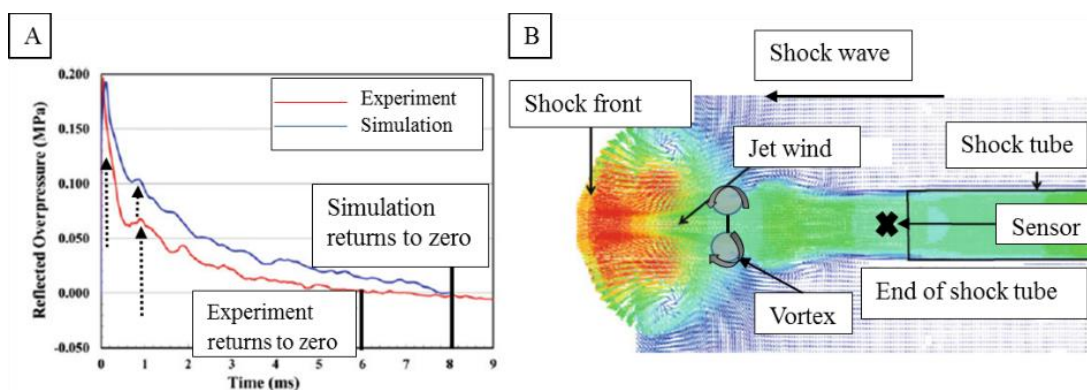 A
0.200
0.150
0.100
0.050
0.000
-0.050
Reflected Overpressure (MPa)
Experiment
Simulation
Simulation
returns to zero
Experiment
returns to zero
0 1 2 3 4 5 6 7 8 9
Time (ms)
B
Shock wave
Shock front
Jet wind
Shock tube
Sensor
End of shock tube
Vortex